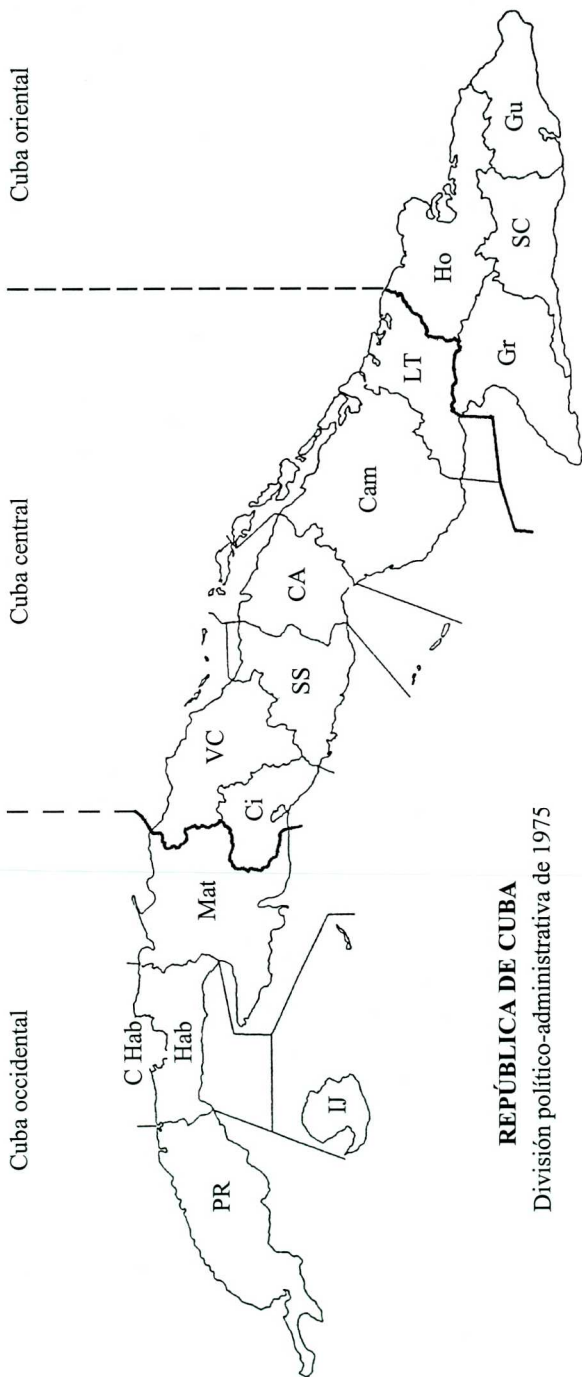 Cuba occidental
Cuba central
Cuba oriental
C Hab
Hab
PR
IJ
Mat
VC
Ci
SS
CA
Cam
LT
Ho
Gr
SC
Gu
REPÚBLICA DE CUBA
División político-administrativa de 1975